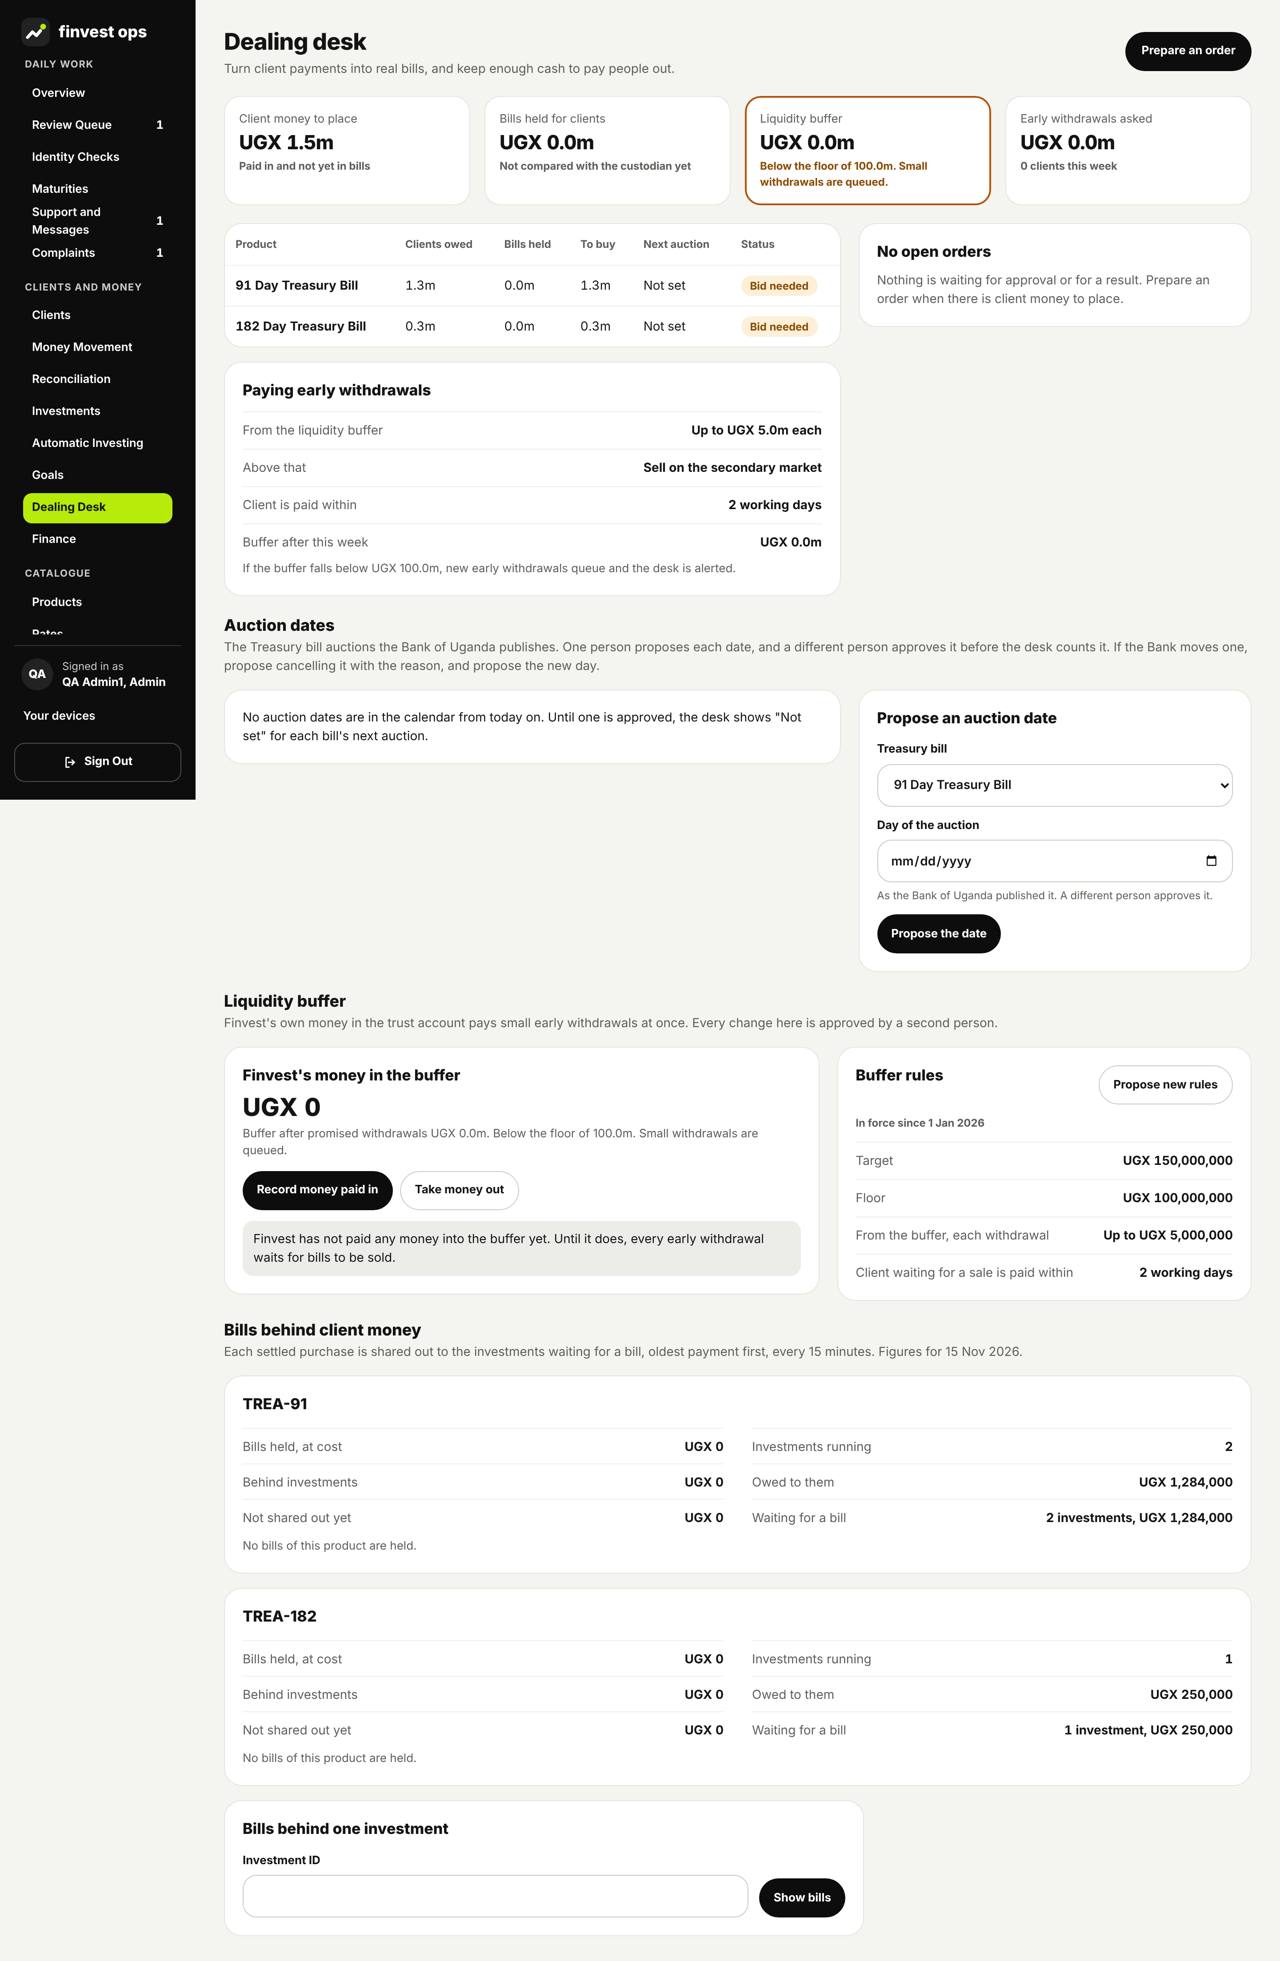 finvest ops
DAILY WORK
Overview
Review Queue 1
Identity Checks
Maturities
Support and
Messages 1
Complaints 1
CLIENTS AND MONEY
Clients
Money Movement
Reconciliation
Investments
Automatic Investing
Goals
Dealing Desk
Finance
CATALOGUE
Products
Rates
QA
Signed in as
QA Admin1, Admin
Your devices
Sign Out
Dealing desk
Turn client payments into real bills, and keep enough cash to pay people out.
Prepare an order
Client money to place
UGX 1.5m
Paid in and not yet in bills
Bills held for clients
UGX 0.0m
Not compared with the custodian yet
Liquidity buffer
UGX 0.0m
Below the floor of 100.0m. Small
withdrawals are queued.
Early withdrawals asked
UGX 0.0m
0 clients this week
Product Clients owed Bills held To buy Next auction Status
91 Day Treasury Bill 1.3m 0.0m 1.3m Not set Bid needed
182 Day Treasury Bill 0.3m 0.0m 0.3m Not set Bid needed
No open orders
Nothing is waiting for approval or for a result. Prepare an
order when there is client money to place.
Paying early withdrawals
From the liquidity buffer Up to UGX 5.0m each
Above that Sell on the secondary market
Client is paid within 2 working days
Buffer after this week UGX 0.0m
If the buffer falls below UGX 100.0m, new early withdrawals queue and the desk is alerted.
Auction dates
The Treasury bill auctions the Bank of Uganda publishes. One person proposes each date, and a different person approves it before the desk counts it. If the Bank moves one,
propose cancelling it with the reason, and propose the new day.
No auction dates are in the calendar from today on. Until one is approved, the desk shows "Not
set" for each bill's next auction.
Propose an auction date
Treasury bill
91 Day Treasury Bill
Day of the auction
mm/dd/yyyy
As the Bank of Uganda published it. A different person approves it.
Propose the date
Liquidity buffer
Finvest's own money in the trust account pays small early withdrawals at once. Every change here is approved by a second person.
Finvest's money in the buffer
UGX 0
Buffer after promised withdrawals UGX 0.0m. Below the floor of 100.0m. Small withdrawals are
queued.
Record money paid in
Take money out
Finvest has not paid any money into the buffer yet. Until it does, every early withdrawal
waits for bills to be sold.
Buffer rules
Propose new rules
In force since 1 Jan 2026
Target UGX 150,000,000
Floor UGX 100,000,000
From the buffer, each withdrawal Up to UGX 5,000,000
Client waiting for a sale is paid within 2 working days
Bills behind client money
Each settled purchase is shared out to the investments waiting for a bill, oldest payment first, every 15 minutes. Figures for 15 Nov 2026.
TREA-91
Bills held, at cost UGX 0 Investments running 2
Behind investments UGX 0 Owed to them UGX 1,284,000
Not shared out yet UGX 0 Waiting for a bill 2 investments, UGX 1,284,000
No bills of this product are held.
TREA-182
Bills held, at cost UGX 0 Investments running 1
Behind investments UGX 0 Owed to them UGX 250,000
Not shared out yet UGX 0 Waiting for a bill 1 investment, UGX 250,000
No bills of this product are held.
Bills behind one investment
Investment ID
Show bills